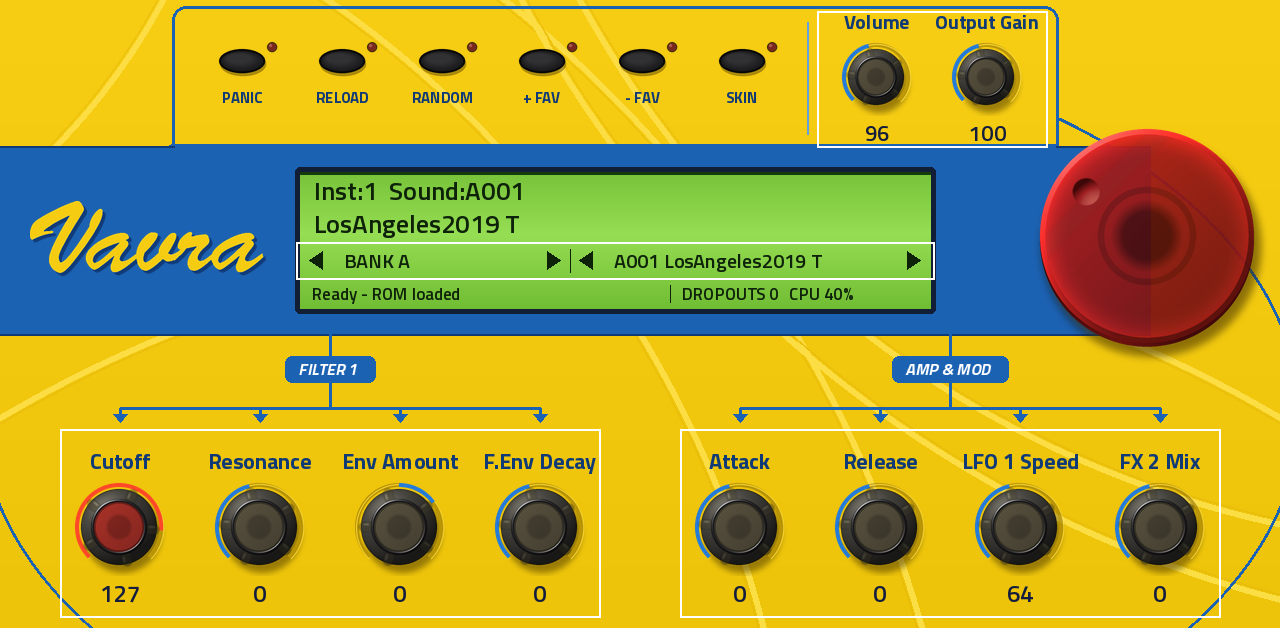 Volume Output Gain
PANIC RELOAD RANDOM + FAV - FAV SKIN
96 100
Vavra
Inst:1 Sound:A001
LosAngeles2019 T
BANK A A001 LosAngeles2019 T
Ready - ROM loaded DROPOUTS 0 CPU 40%
FILTER 1 AMP & MOD
Cutoff Resonance Env Amount F.Env Decay Attack Release LFO 1 Speed FX 2 Mix
127 0 0 0 0 0 64 0